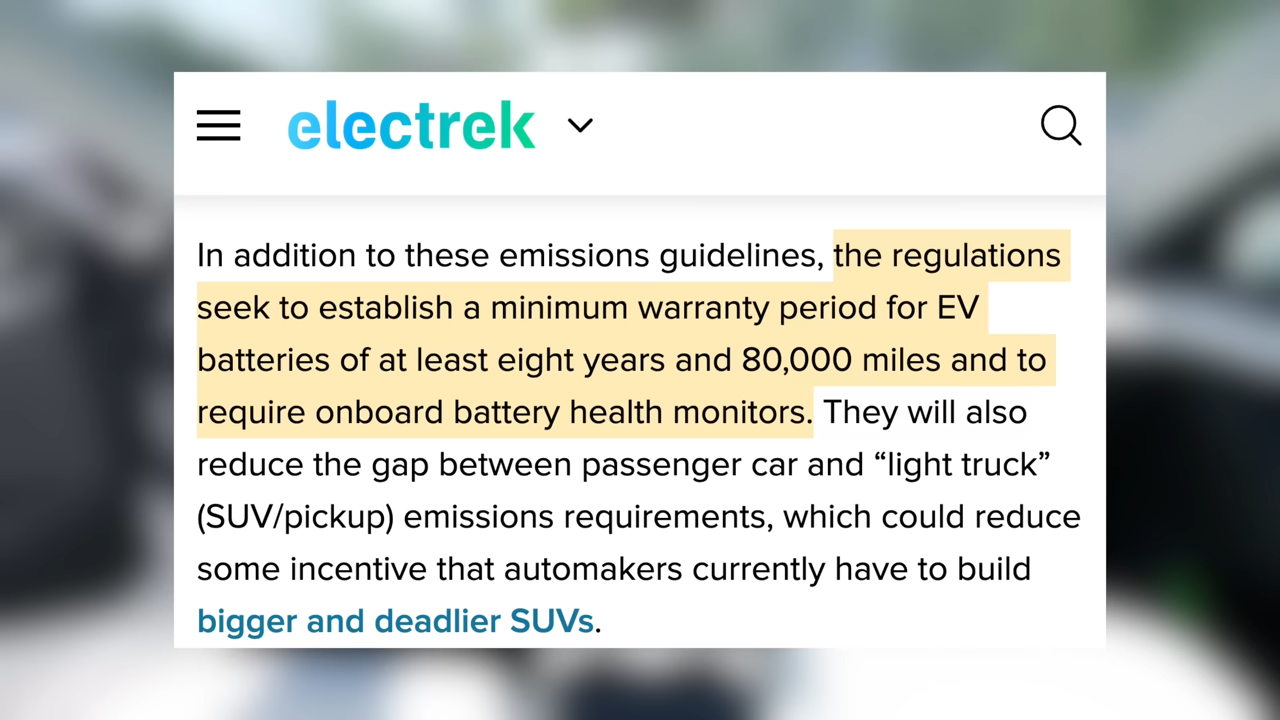 electrek
In addition to these emissions guidelines, the regulations
seek to establish a minimum warranty period for EV
batteries of at least eight years and 80,000 miles and to
require onboard battery health monitors. They will also
reduce the gap between passenger car and “light truck”
(SUV/pickup) emissions requirements, which could reduce
some incentive that automakers currently have to build
bigger and deadlier SUVs.